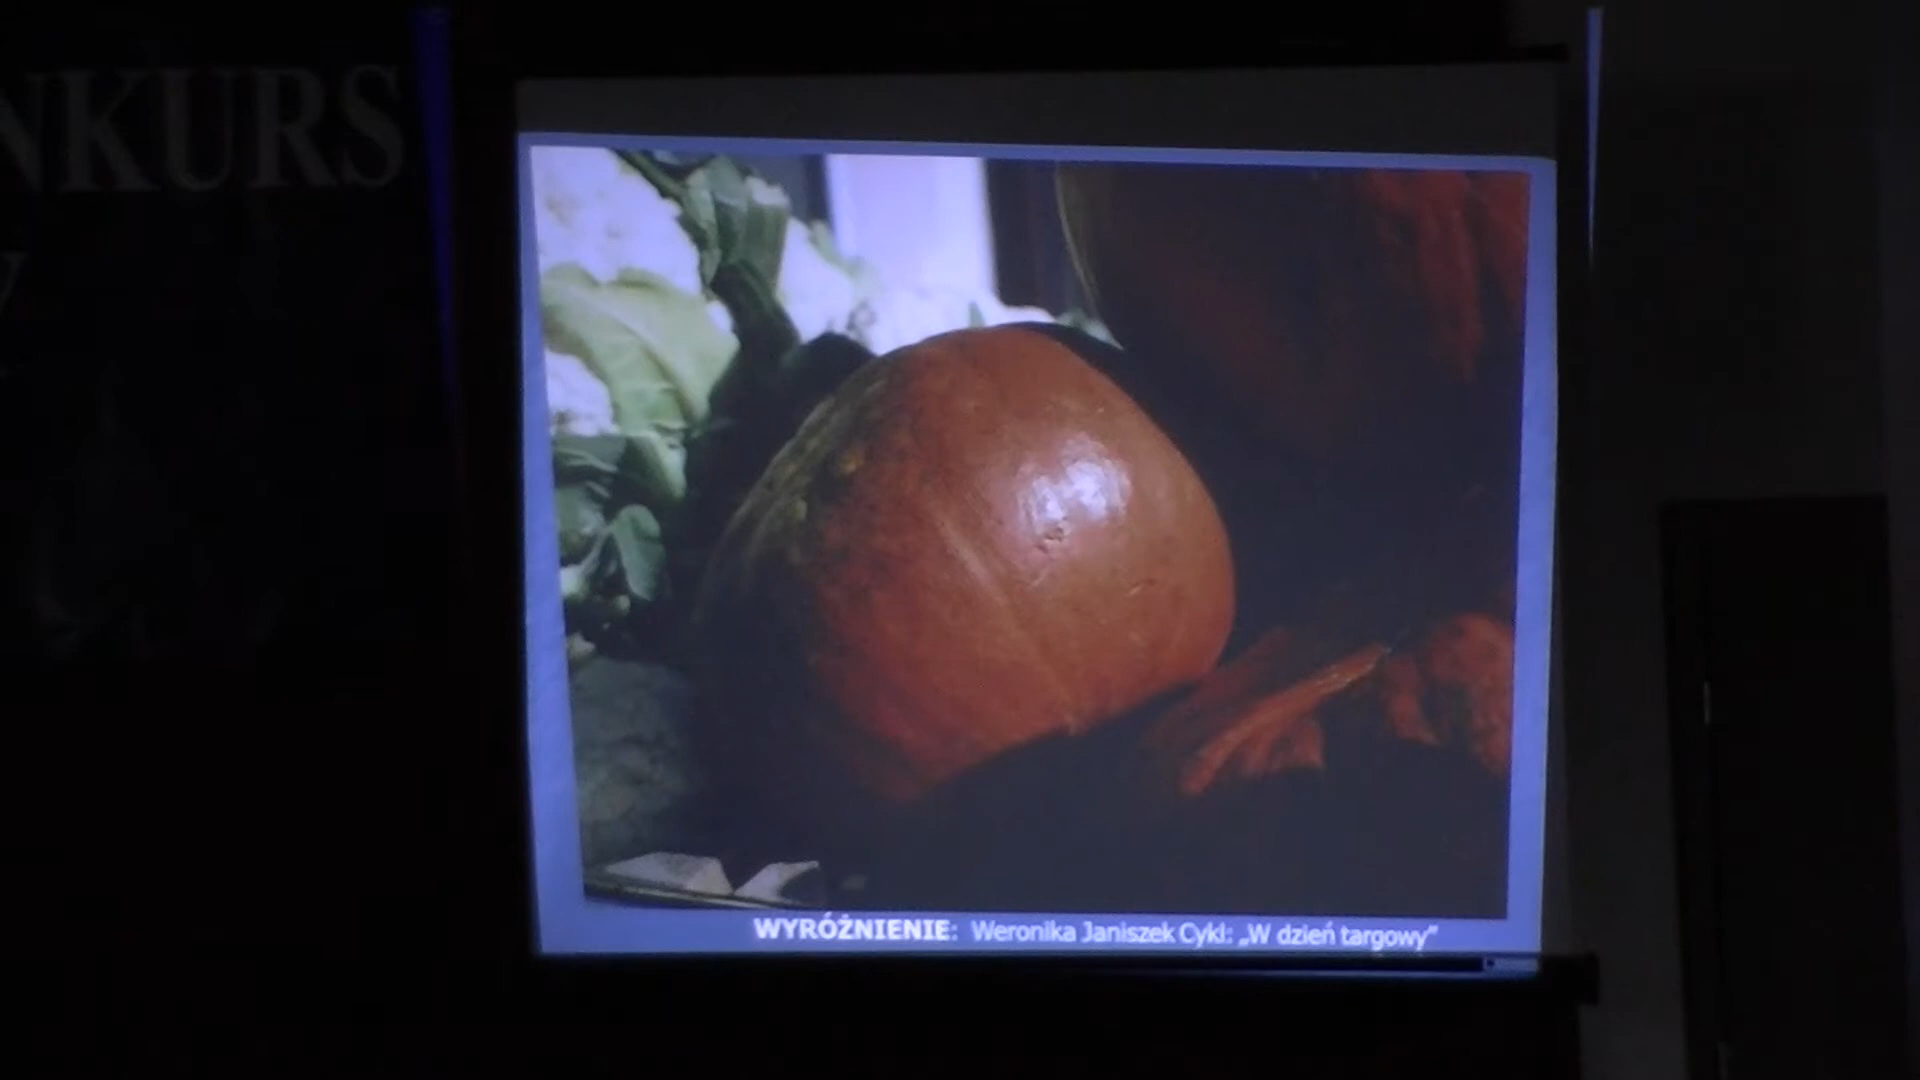 NKURS
WYRÓŻNIENIE: Weronika Janiszek Cykl: „W dzień targowy”